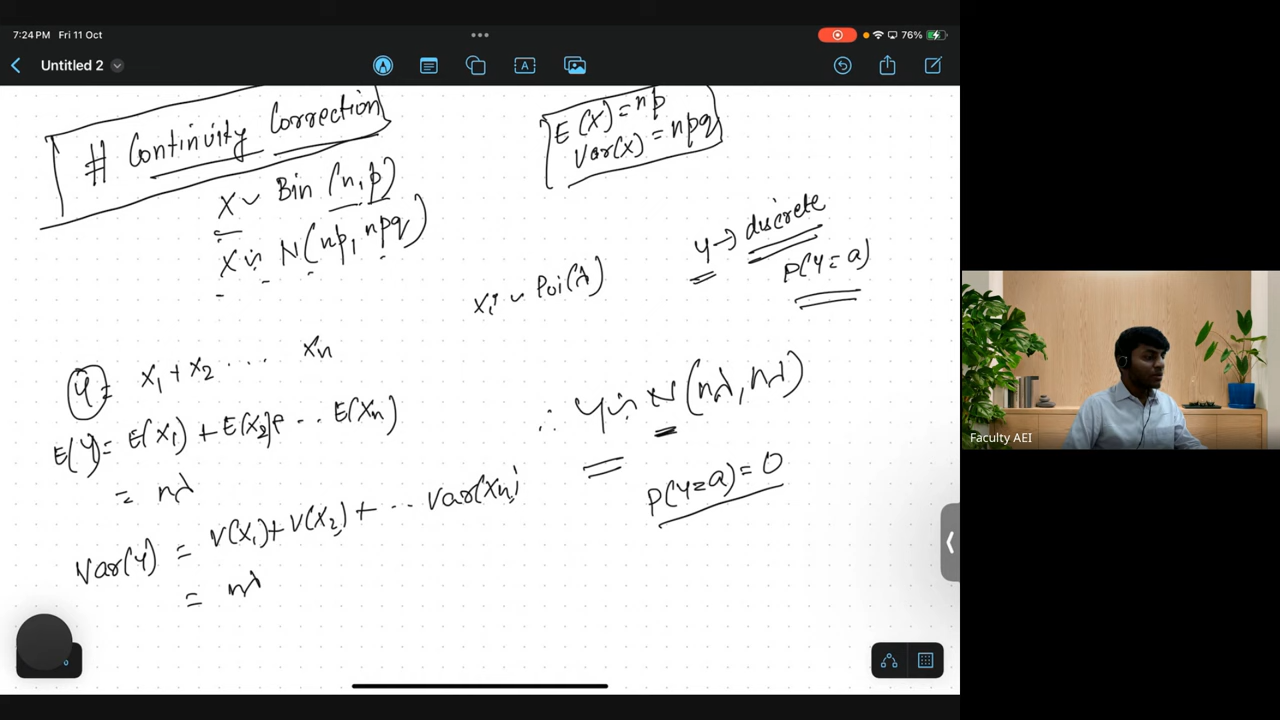 7:24 PM Fri 11 Oct
76%
Untitled 2
# Continuity Correction
E(X) = np
Var(X) = npq
X ~ Bin (n, p)
X ~ N(np, npq)
Xi ~ Poi(λ)
Y → discrete
P(Y = a)
Y = X1 + X2 .... Xn
E(Y) = E(X1) + E(X2) ... E(Xn)
= nλ
Var(Y) = V(X1) + V(X2) + ... Var(Xn)
= nλ
∴ Y ~ N(nλ, nλ)
P(Y=a) = 0
Faculty AEI